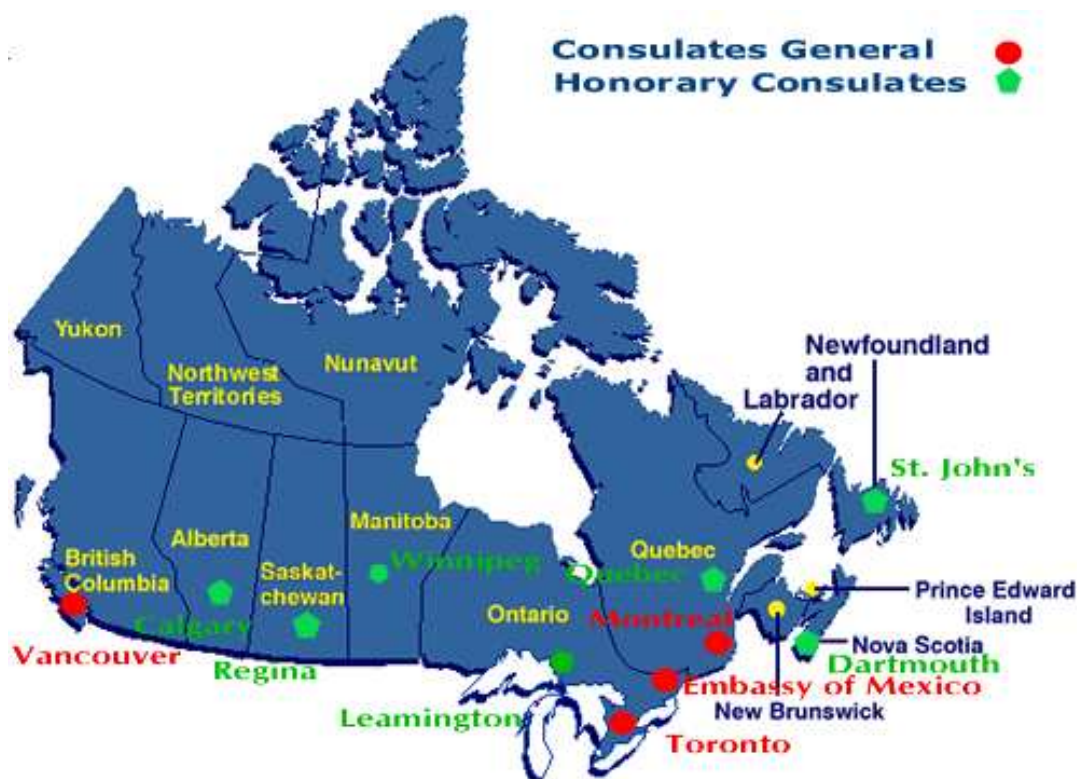 Consulates General
Honorary Consulates
Yukon
Northwest
Territories
Nunavut
Newfoundland
and
Labrador
St. John's
British
Columbia
Alberta
Saskat-
chewan
Manitoba
Winnipeg
Ontario
Quebec
Quebec
Prince Edward
Island
Calgary
Montreal
Nova Scotia
Dartmouth
Vancouver
Regina
Embassy of Mexico
New Brunswick
Leamington
Toronto